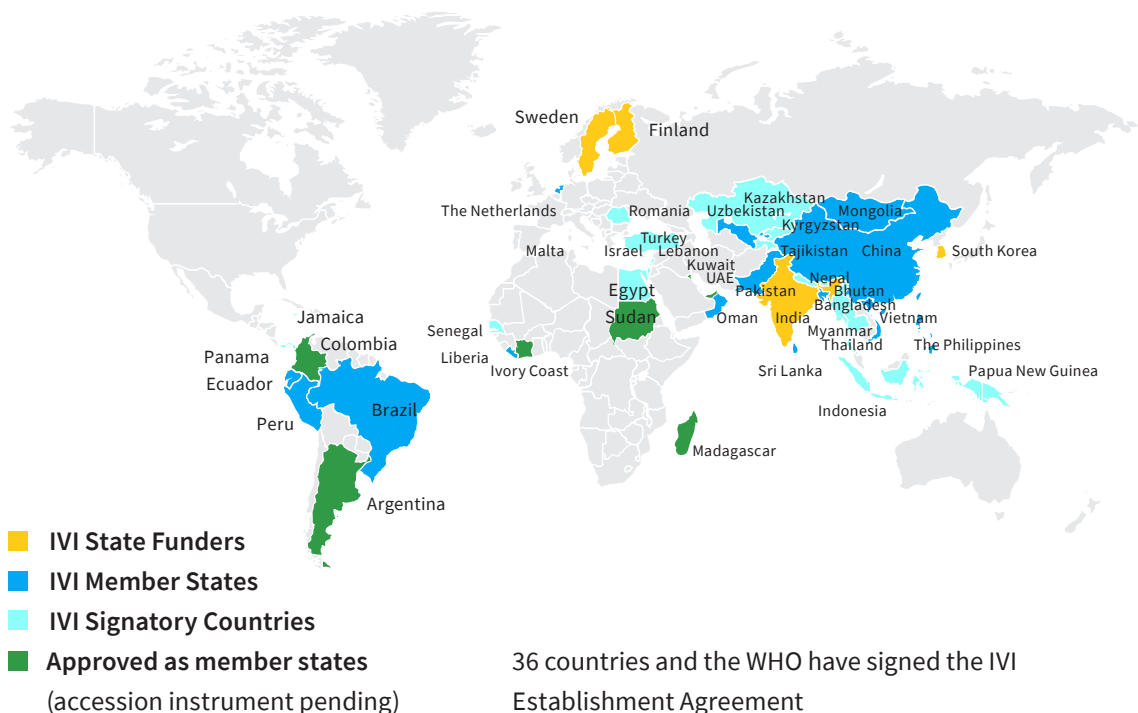 Sweden
Finland
Kazakhstan
The Netherlands
Romania
Uzbekistan
Mongolia
Kyrgyzstan
Turkey
Malta
Israel
Lebanon
Tajikistan
China
South Korea
Kuwait
UAE
Nepal
Egypt
Pakistan
Bhutan
Bangladesh
Jamaica
Sudan
Oman
India
Vietnam
Senegal
Myanmar
Colombia
Thailand
The Philippines
Panama
Liberia
Ivory Coast
Sri Lanka
Papua New Guinea
Ecuador
Brazil
Indonesia
Peru
Madagascar
Argentina
IVI State Funders
IVI Member States
IVI Signatory Countries
Approved as member states
(accession instrument pending)
36 countries and the WHO have signed the IVI
Establishment Agreement